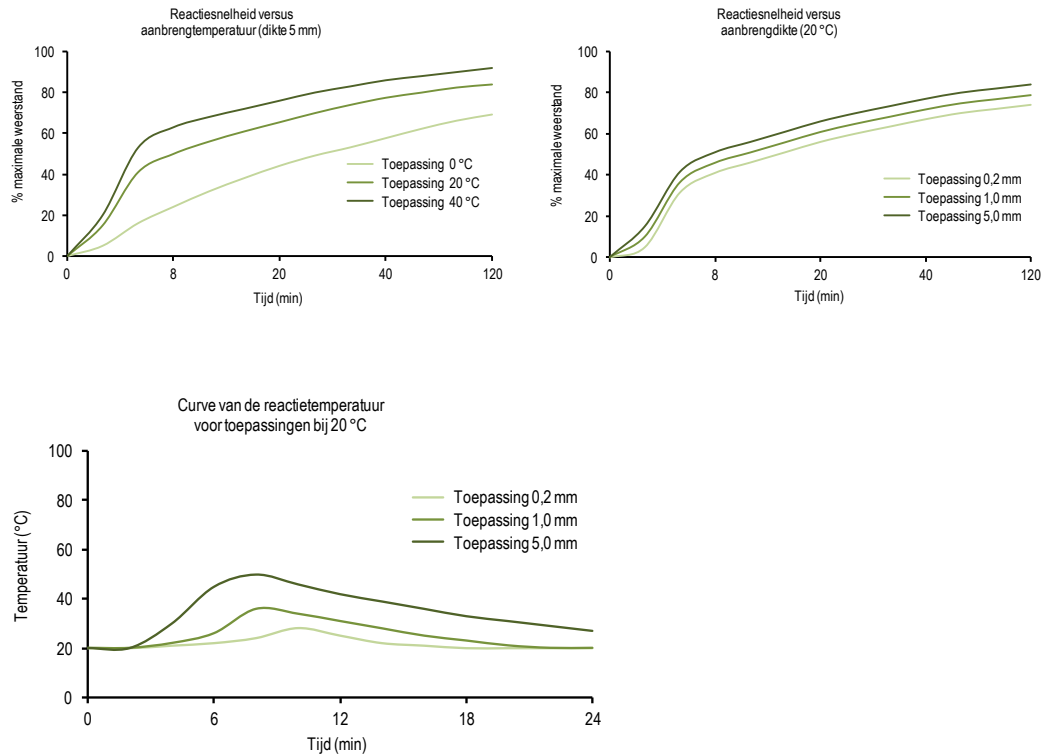 Reactiesnelheid versus
aanbrengtemperatuur (dikte 5 mm)
100
80
60
40
20
0
% maximale weerstand
Toepassing 0 °C
Toepassing 20 °C
Toepassing 40 °C
0 8 20 40 120
Tijd (min)
Reactiesnelheid versus
aanbrengdikte (20 °C)
100
80
60
40
20
0
% maximale weerstand
Toepassing 0,2 mm
Toepassing 1,0 mm
Toepassing 5,0 mm
0 8 20 40 120
Tijd (min)
Curve van de reactietemperatuur
voor toepassingen bij 20 °C
100
80
60
40
20
0
Temperatuur (°C)
Toepassing 0,2 mm
Toepassing 1,0 mm
Toepassing 5,0 mm
0 6 12 18 24
Tijd (min)